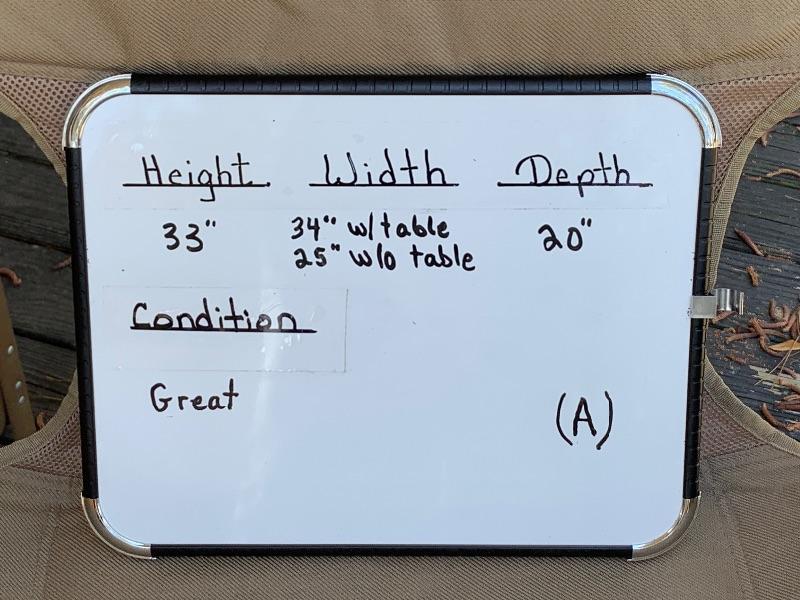 Height Width Depth
33" 34" w/table 20"
25" w/o table
Condition
Great
(A)